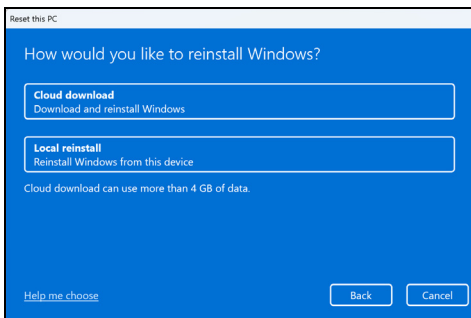 Reset this PC
How would you like to reinstall Windows?
Cloud download
Download and reinstall Windows
Local reinstall
Reinstall Windows from this device
Cloud download can use more than 4 GB of data.
Help me choose
Back
Cancel